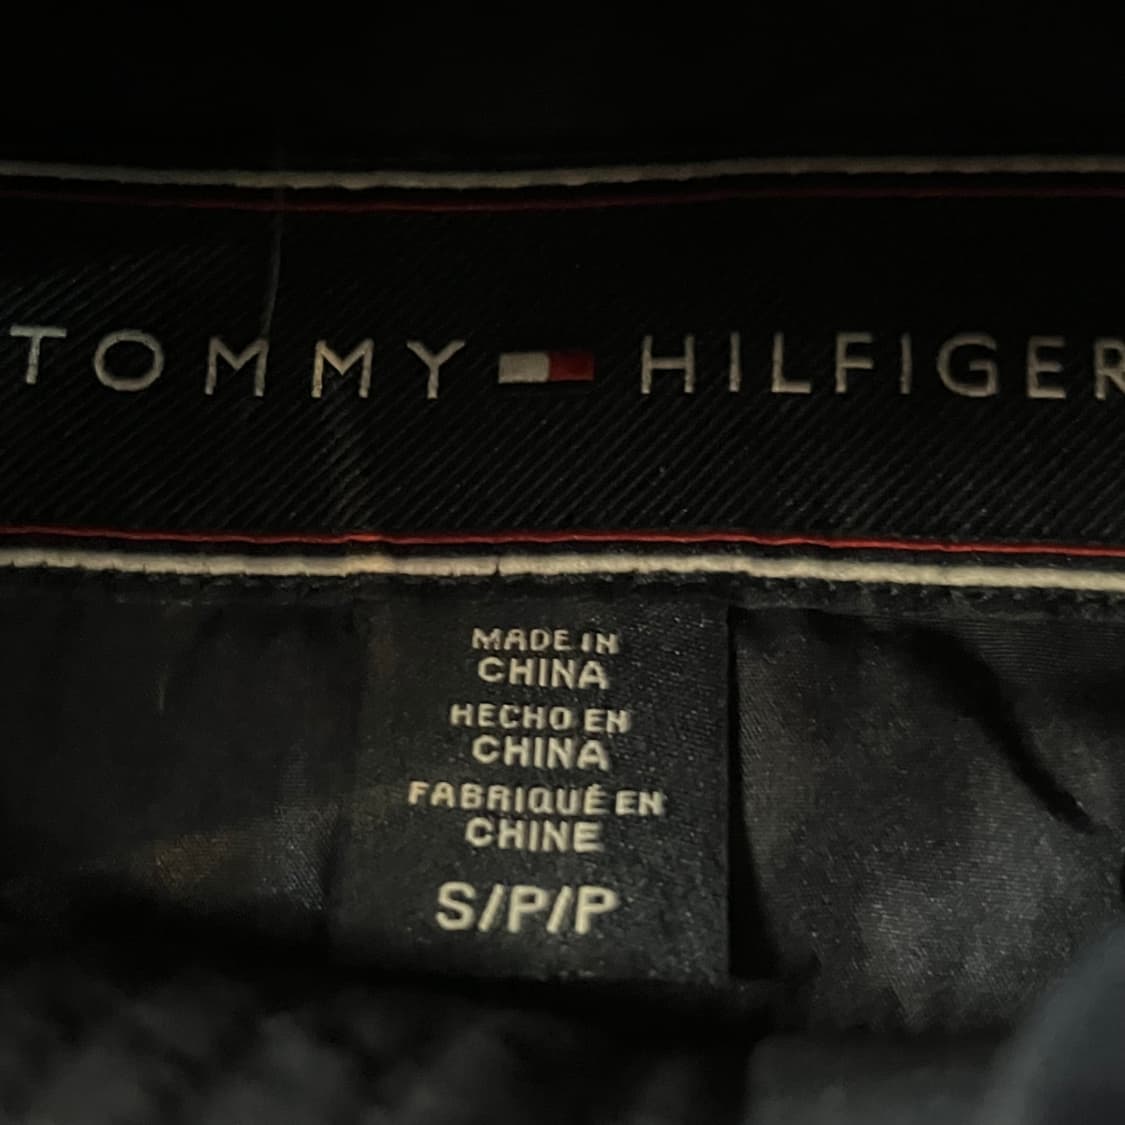 TOMMY HILFIGER
MADE IN
CHINA
HECHO EN
CHINA
FABRIQUÉ EN
CHINE
S/P/P